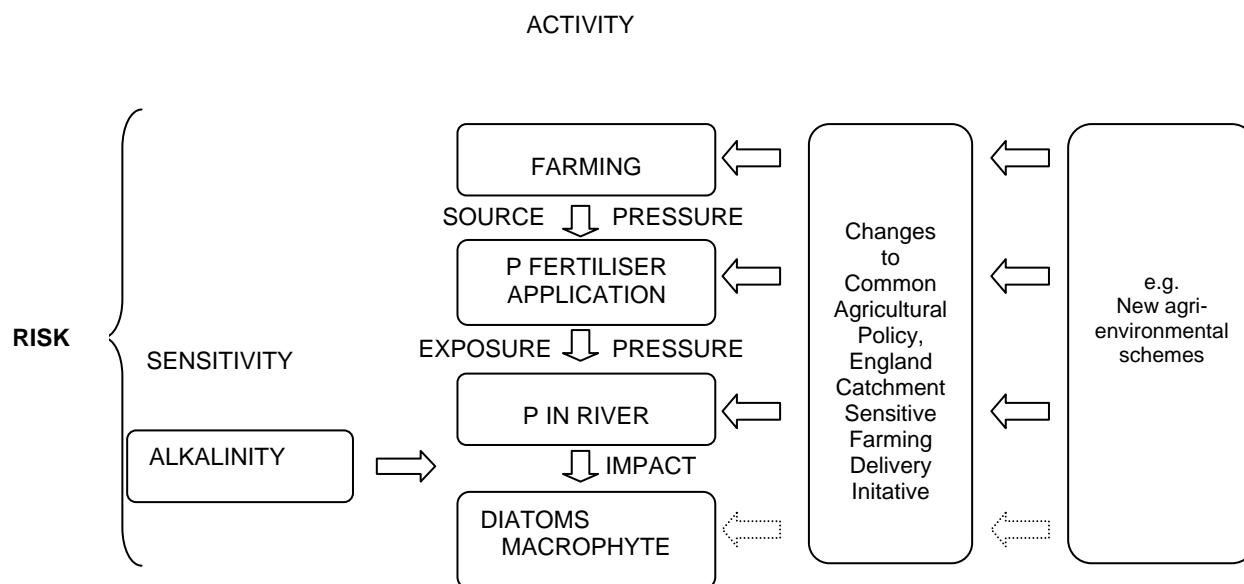 ACTIVITY
FARMING
SOURCE PRESSURE
P FERTILISER
APPLICATION
EXPOSURE PRESSURE
P IN RIVER
IMPACT
DIATOMS
MACROPHYTE
RISK
SENSITIVITY
ALKALINITY
Changes
to
Common
Agricultural
Policy,
England
Catchment
Sensitive
Farming
Delivery
Initative
e.g.
New agri-
environmental
schemes